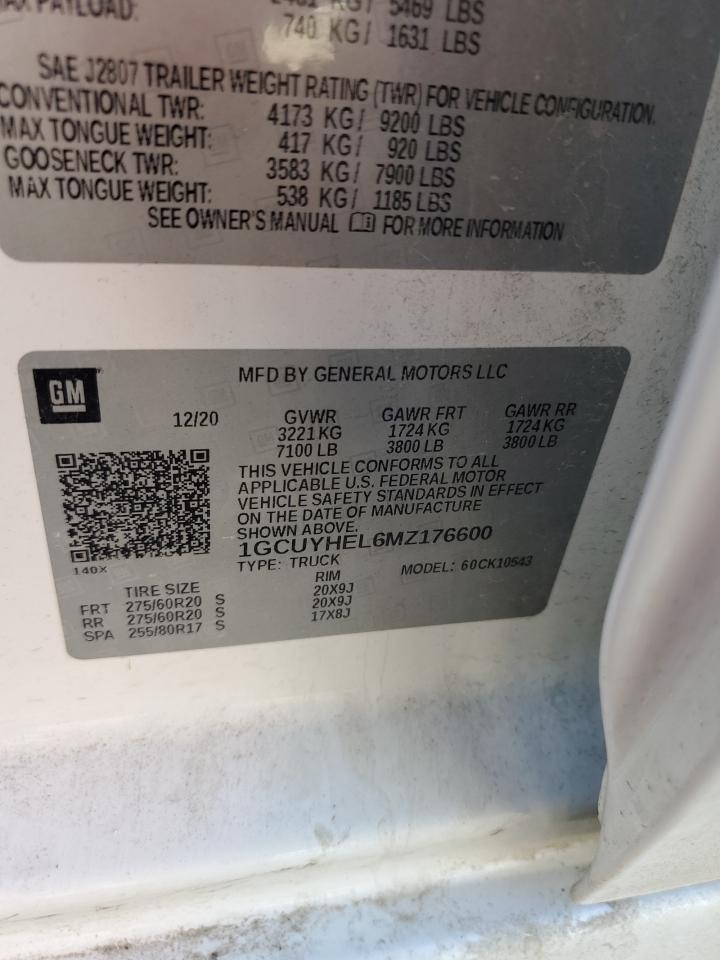 MAX PAYLOAD:
KG/ 5469 LBS
740 KG/ 1631 LBS
SAE J2807 TRAILER WEIGHT RATING (TWR) FOR VEHICLE CONFIGURATION.
CONVENTIONAL TWR: 4173 KG/ 9200 LBS
MAX TONGUE WEIGHT: 417 KG/ 920 LBS
GOOSENECK TWR: 3583 KG/ 7900 LBS
MAX TONGUE WEIGHT: 538 KG/ 1185 LBS
SEE OWNER'S MANUAL FOR MORE INFORMATION
GM
MFD BY GENERAL MOTORS LLC
12/20 GVWR GAWR FRT GAWR RR
3221 KG 1724 KG 1724 KG
7100 LB 3800 LB 3800 LB
THIS VEHICLE CONFORMS TO ALL
APPLICABLE U.S. FEDERAL MOTOR
VEHICLE SAFETY STANDARDS IN EFFECT
ON THE DATE OF MANUFACTURE
SHOWN ABOVE.
1GCUYHEL6MZ176600
140X
TYPE: TRUCK MODEL: 60CK10543
TIRE SIZE RIM
FRT 275/60R20 S 20X9J
RR 275/60R20 S 20X9J
SPA 255/80R17 S 17X8J